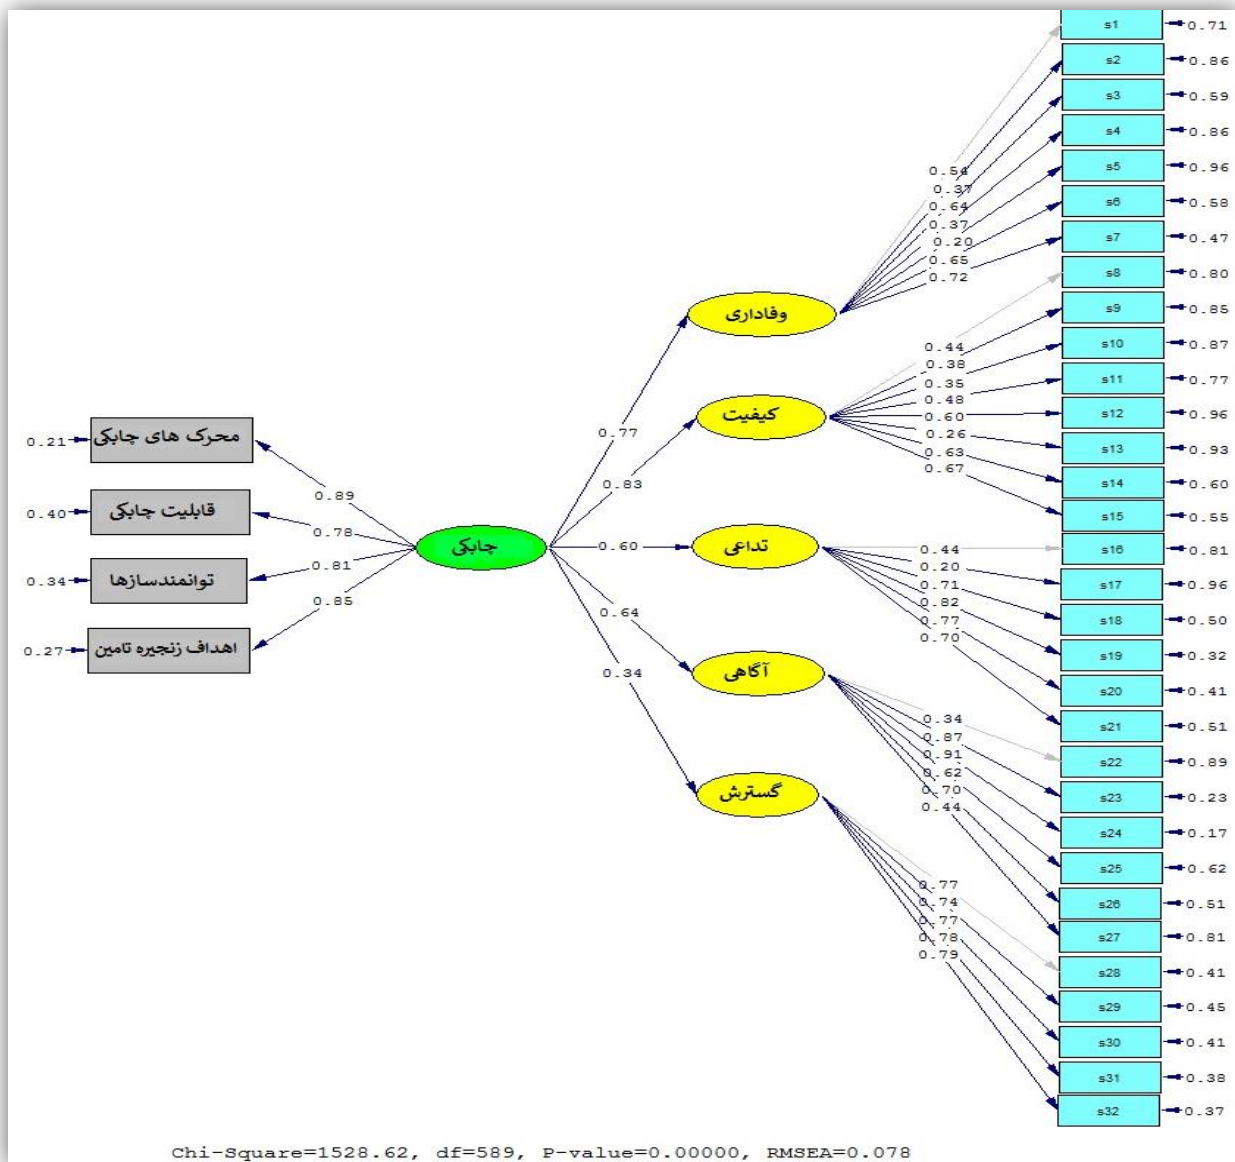 s1
0.71
s2
0.86
s3
0.59
s4
0.86
s5
0.96
s6
0.58
s7
0.47
s8
0.80
s9
0.85
s10
0.87
s11
0.77
s12
0.96
s13
0.93
s14
0.60
s15
0.55
s16
0.81
s17
0.96
s18
0.50
s19
0.32
s20
0.41
s21
0.51
s22
0.89
s23
0.23
s24
0.17
s25
0.62
s26
0.51
s27
0.81
s28
0.41
s29
0.45
s30
0.41
s31
0.38
s32
0.37
0.54
0.37
0.64
0.37
0.20
0.65
0.72
وفاداری
0.44
0.38
0.35
0.48
0.60
0.26
0.63
0.67
کیفیت
0.44
0.20
0.71
0.82
0.77
0.70
تداعی
0.34
0.87
0.91
0.62
0.70
0.44
آگاهی
0.77
0.74
0.77
0.78
0.79
گسترش
0.77
0.83
0.60
0.64
0.34
چابکی
0.89
0.78
0.81
0.85
محرک های چابکی
0.21
قابلیت چابکی
0.40
توانمندسازها
0.34
اهداف زنجیره تامین
0.27
Chi-Square=1528.62, df=589, P-value=0.00000, RMSEA=0.078